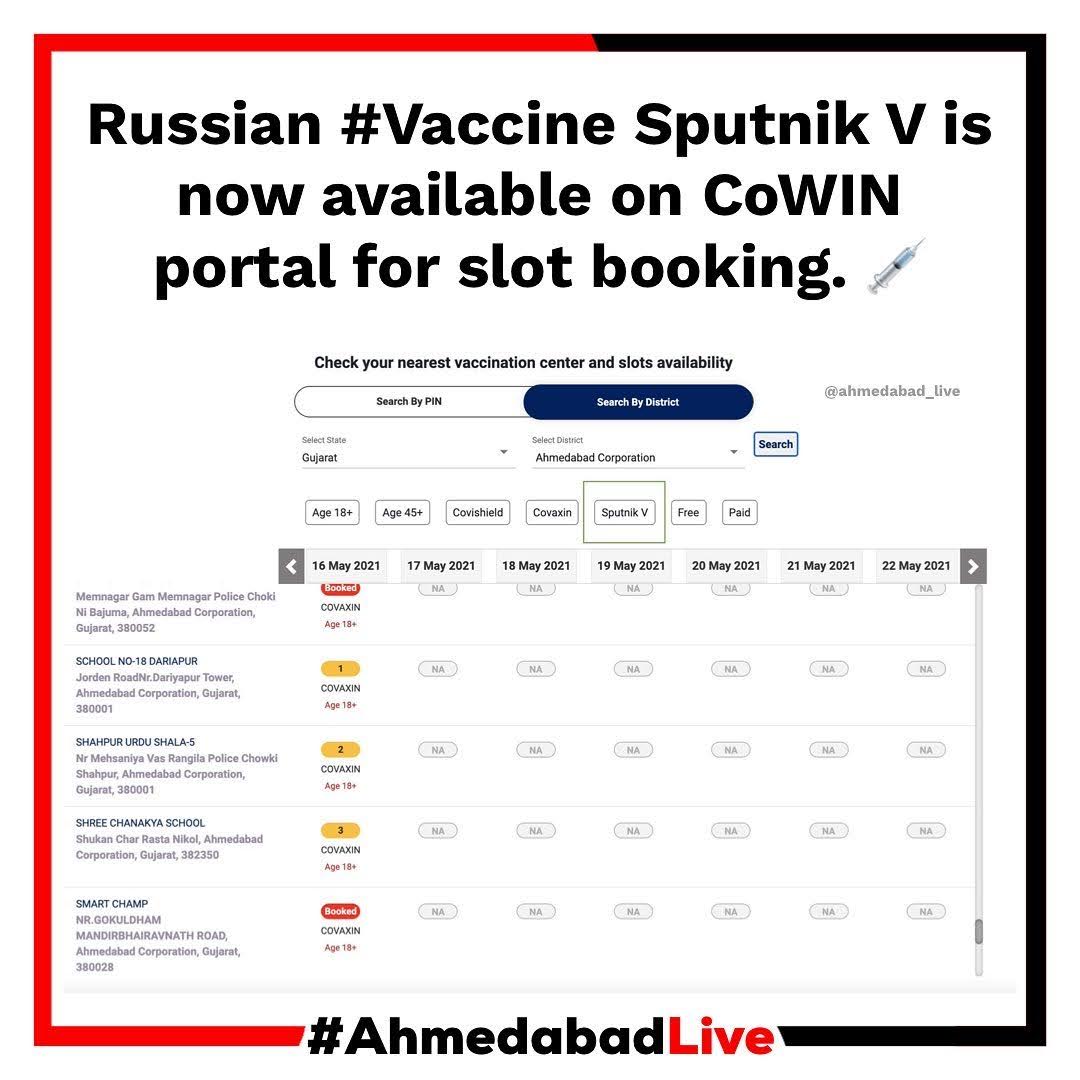 Russian #Vaccine Sputnik V is
now available on CoWIN
portal for slot booking.
Check your nearest vaccination center and slots availability
@ahmedabad_live
Search By PIN
Search By District
Select State
Gujarat
Select District
Ahmedabad Corporation
Search
Age 18+ Age 45+ Covishield Covaxin Sputnik V Free Paid
16 May 2021 17 May 2021 18 May 2021 19 May 2021 20 May 2021 21 May 2021 22 May 2021
Memnagar Gam Memnagar Police Choki
Ni Bajuma, Ahmedabad Corporation,
Gujarat, 380052
Booked NA NA NA NA NA NA
COVAXIN
Age 18+
SCHOOL NO-18 DARIAPUR
Jorden RoadNr.Dariyapur Tower,
Ahmedabad Corporation, Gujarat,
380001
1 NA NA NA NA NA NA
COVAXIN
Age 18+
SHAHPUR URDU SHALA-5
Nr Mehsaniya Vas Rangila Police Chowki
Shahpur, Ahmedabad Corporation,
Gujarat, 380001
2 NA NA NA NA NA NA
COVAXIN
Age 18+
SHREE CHANAKYA SCHOOL
Shukan Char Rasta Nikol, Ahmedabad
Corporation, Gujarat, 382350
3 NA NA NA NA NA NA
COVAXIN
Age 18+
SMART CHAMP
NR.GOKULDHAM
MANDIRBHAIRAVNATH ROAD,
Ahmedabad Corporation, Gujarat,
380028
Booked NA NA NA NA NA NA
COVAXIN
Age 18+
#AhmedabadLive